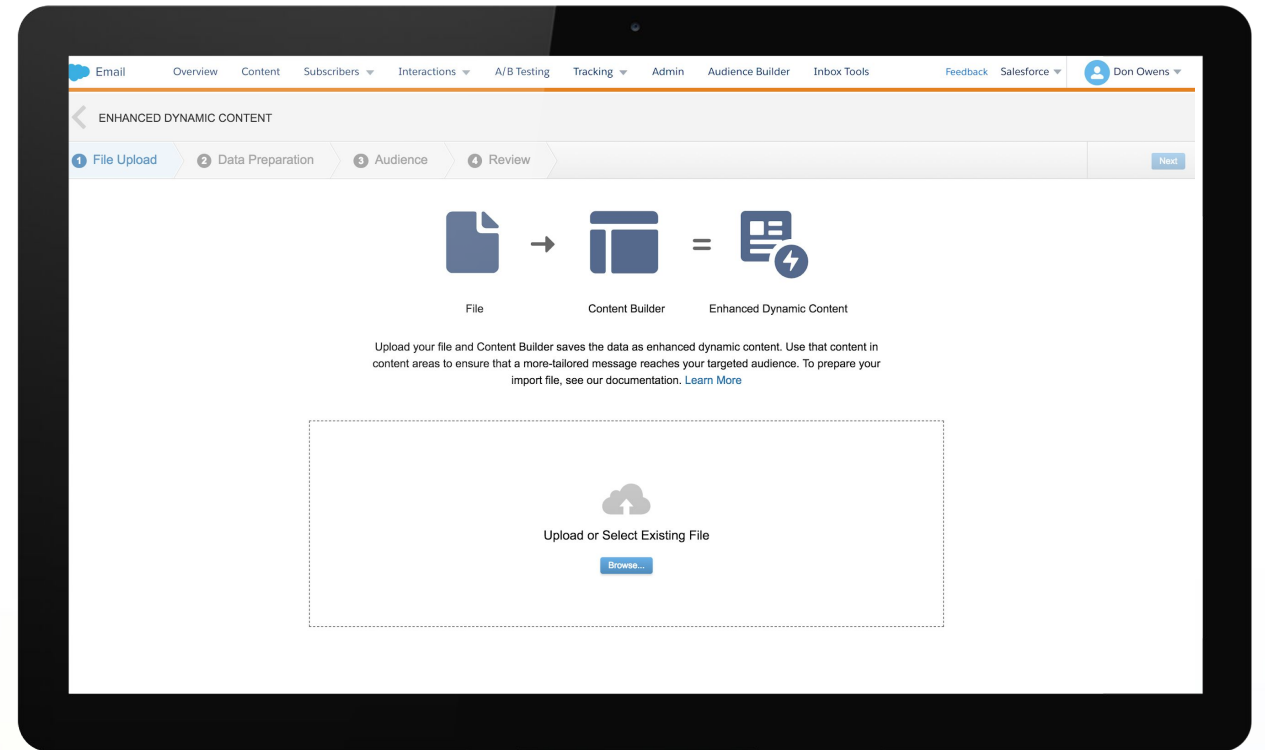 Email Overview Content Subscribers Interactions A/B Testing Tracking Admin Audience Builder Inbox Tools Feedback Salesforce Don Owens
ENHANCED DYNAMIC CONTENT
1 File Upload 2 Data Preparation 3 Audience 4 Review Next
File Content Builder Enhanced Dynamic Content
Upload your file and Content Builder saves the data as enhanced dynamic content. Use that content in
content areas to ensure that a more-tailored message reaches your targeted audience. To prepare your
import file, see our documentation. Learn More
Upload or Select Existing File
Browse...